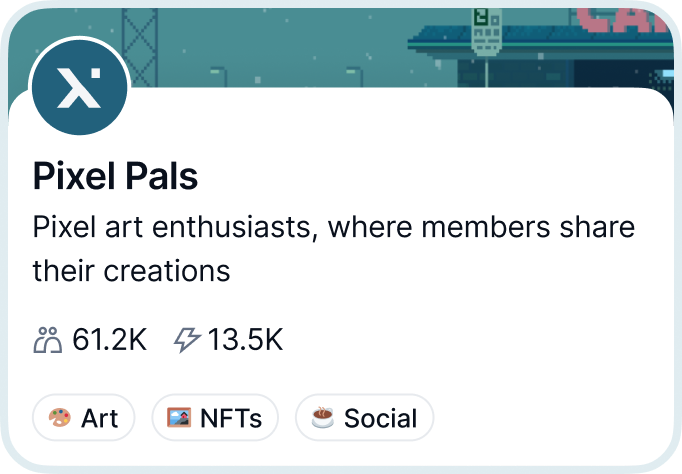 Pixel Pals
Pixel art enthusiasts, where members share
their creations
61.2K 13.5K
Art NFTs Social